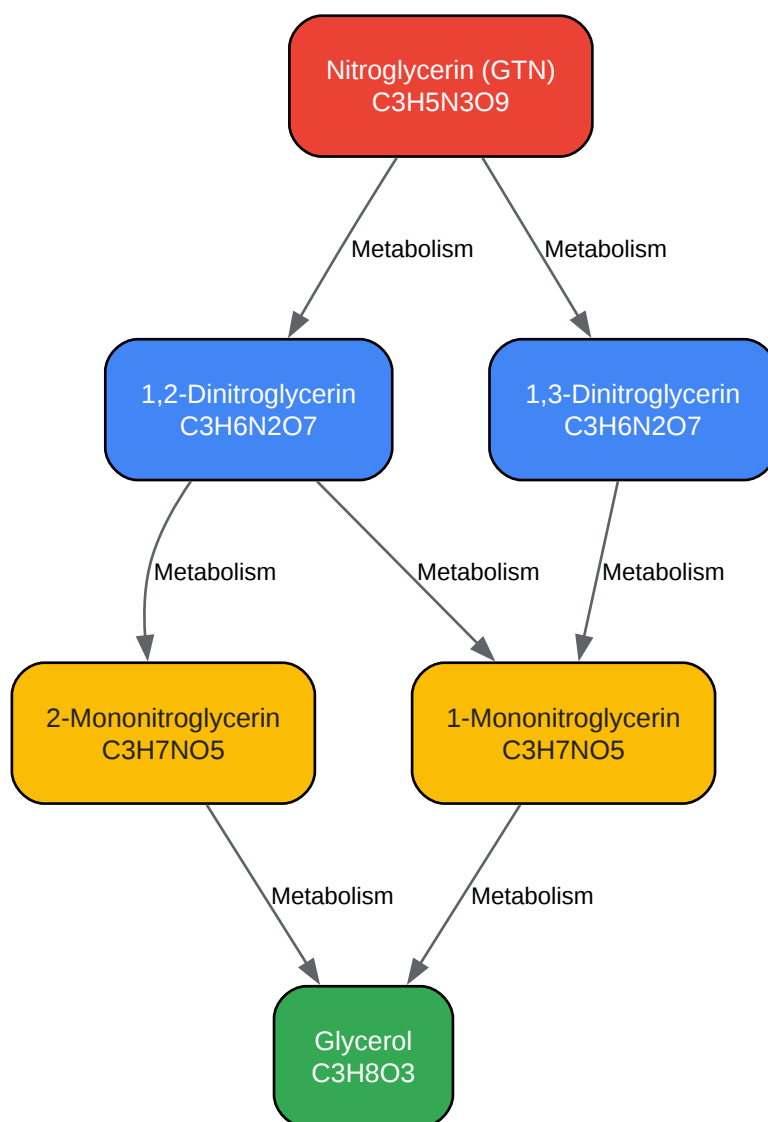 Nitroglycerin (GTN)
C3H5N3O9
Metabolism
Metabolism
1,2-Dinitroglycerin
C3H6N2O7
1,3-Dinitroglycerin
C3H6N2O7
Metabolism
Metabolism
Metabolism
2-Mononitroglycerin
C3H7NO5
1-Mononitroglycerin
C3H7NO5
Metabolism
Metabolism
Glycerol
C3H8O3